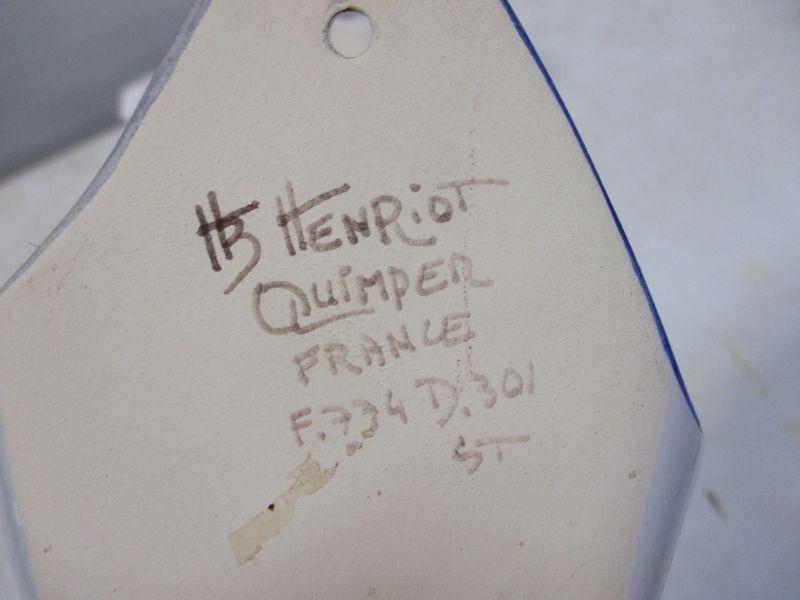 HB HENRiOT
QUiMPER
FRANCE
F.734 D.301
ST